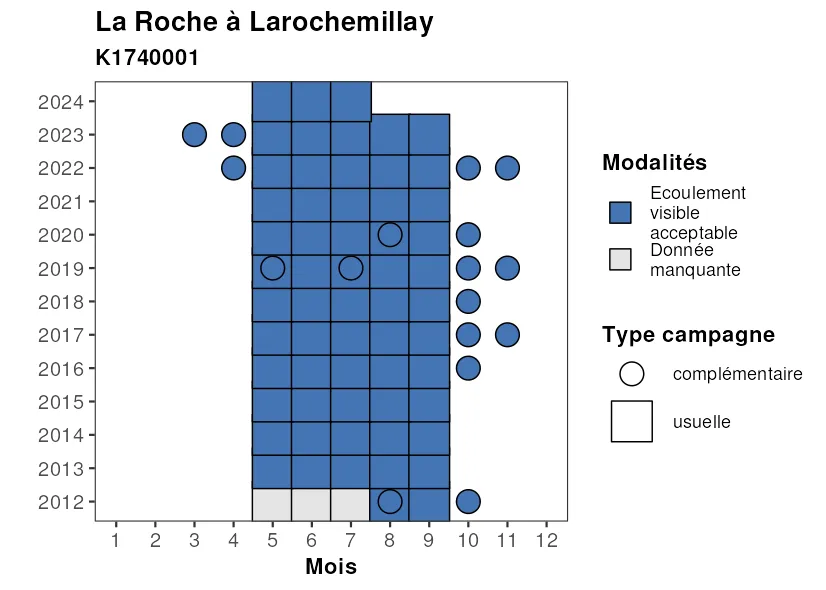 La Roche à Larochemillay
K1740001
2024
2023
2022
2021
2020
2019
2018
2017
2016
2015
2014
2013
2012
1 2 3 4 5 6 7 8 9 10 11 12
Mois
Modalités
Ecoulement
visible
acceptable
Donnée
manquante
Type campagne
complémentaire
usuelle